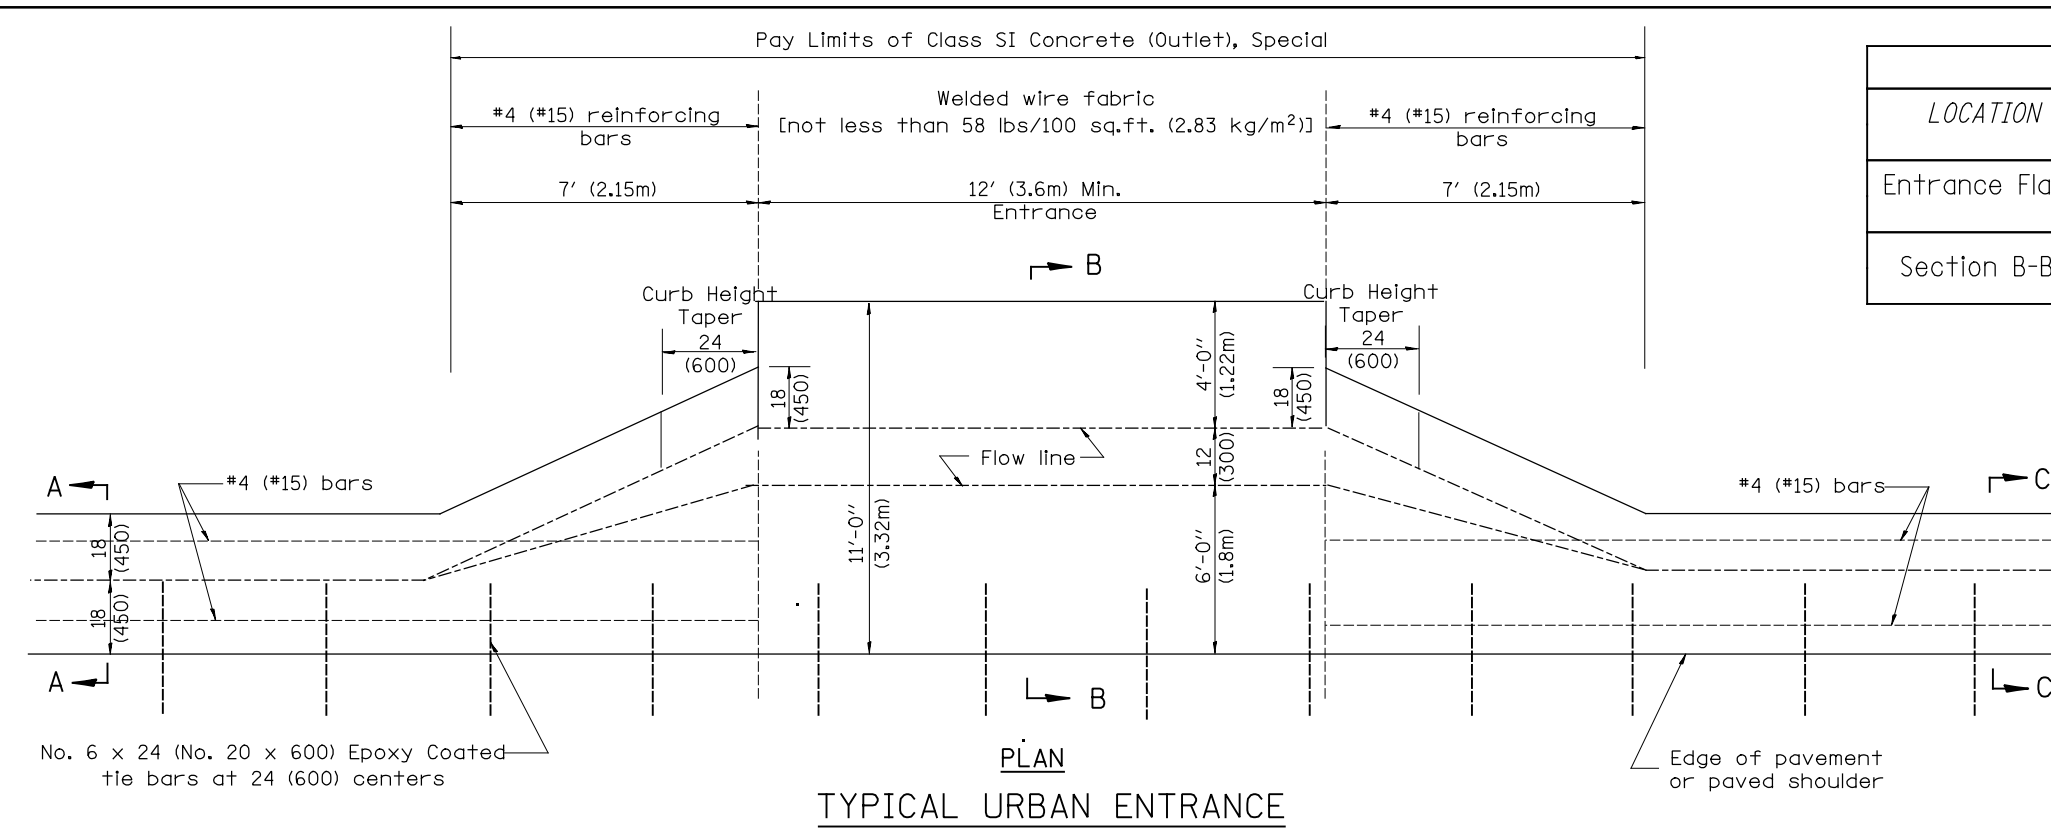 Pay Limits of Class SI Concrete (Outlet), Special
#4 (#15) reinforcing
bars
Welded wire fabric
[not less than 58 lbs/100 sq.ft. (2.83 kg/m²)]
#4 (#15) reinforcing
bars
7' (2.15m)
12' (3.6m) Min.
Entrance
7' (2.15m)
LOCATION
Entrance Fla
Section B-B
B
Curb Height
Taper
24
(600)
Curb Height
Taper
24
(600)
18
(450)
4'-0''
(1.22m)
18
(450)
Flow line
12
(300)
A
#4 (#15) bars
#4 (#15) bars
C
18
(450)
11'-0''
(3.32m)
6'-0''
(1.8m)
18
(450)
A
B
C
No. 6 x 24 (No. 20 x 600) Epoxy Coated
tie bars at 24 (600) centers
Edge of pavement
or paved shoulder
PLAN
TYPICAL URBAN ENTRANCE